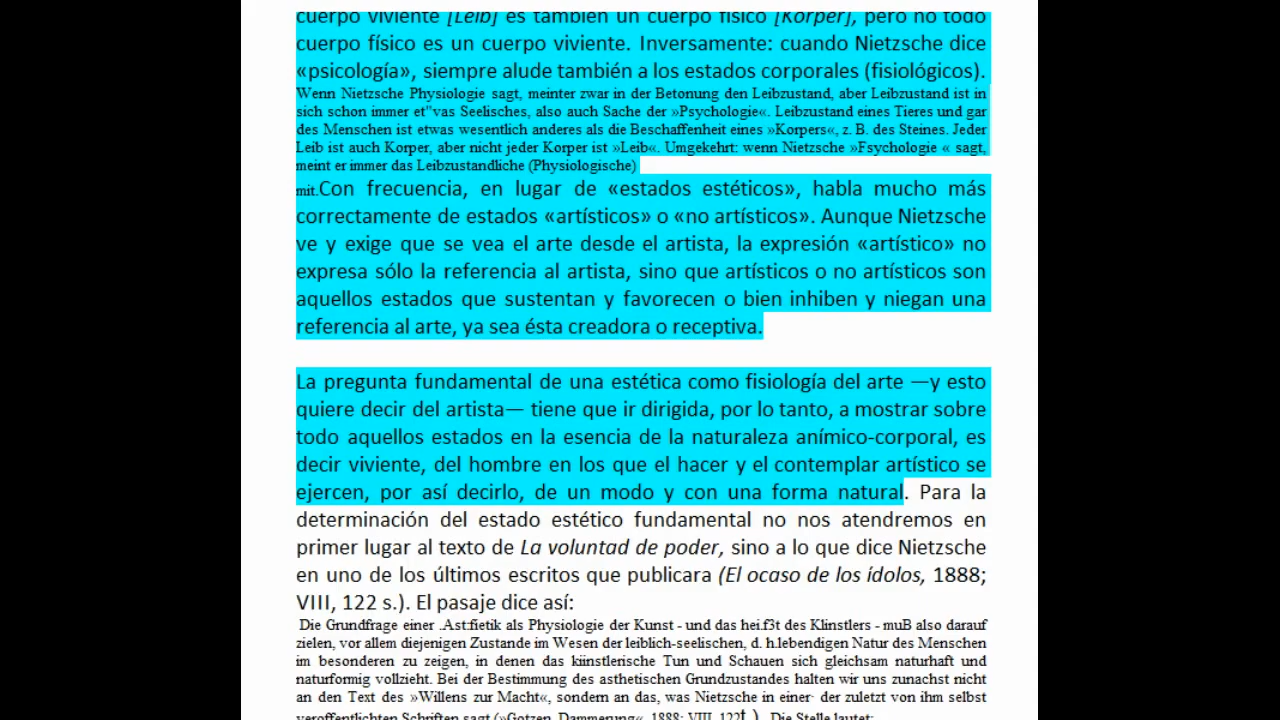 cuerpo viviente [Leib] es también un cuerpo físico [Körper], pero no todo
cuerpo físico es un cuerpo viviente. Inversamente: cuando Nietzsche dice
«psicología», siempre alude también a los estados corporales (fisiológicos).
Wenn Nietzsche Physiologie sagt, meinter zwar in der Betonung den Leibzustand, aber Leibzustand ist in
sich schon immer et"vas Seelisches, also auch Sache der »Psychologie«. Leibzustand eines Tieres und gar
des Menschen ist etwas wesentlich anderes als die Beschaffenheit eines »Korpers«, z. B. des Steines. Jeder
Leib ist auch Korper, aber nicht jeder Korper ist »Leib«. Umgekehrt: wenn Nietzsche »Fsychologie « sagt,
meint er immer das Leibzustandliche (Physiologische)
mit.Con frecuencia, en lugar de «estados estéticos», habla mucho más
correctamente de estados «artísticos» o «no artísticos». Aunque Nietzsche
ve y exige que se vea el arte desde el artista, la expresión «artístico» no
expresa sólo la referencia al artista, sino que artísticos o no artísticos son
aquellos estados que sustentan y favorecen o bien inhiben y niegan una
referencia al arte, ya sea ésta creadora o receptiva.
La pregunta fundamental de una estética como fisiología del arte —y esto
quiere decir del artista— tiene que ir dirigida, por lo tanto, a mostrar sobre
todo aquellos estados en la esencia de la naturaleza anímico-corporal, es
decir viviente, del hombre en los que el hacer y el contemplar artístico se
ejercen, por así decirlo, de un modo y con una forma natural. Para la
determinación del estado estético fundamental no nos atendremos en
primer lugar al texto de La voluntad de poder, sino a lo que dice Nietzsche
en uno de los últimos escritos que publicara (El ocaso de los ídolos, 1888;
VIII, 122 s.). El pasaje dice así:
Die Grundfrage einer .Ast:fietik als Physiologie der Kunst - und das hei.f3t des Klinstlers - muB also darauf
zielen, vor allem diejenigen Zustande im Wesen der leiblich-seelischen, d. h.lebendigen Natur des Menschen
im besonderen zu zeigen, in denen das kiinstlerische Tun und Schauen sich gleichsam naturhaft und
naturformig vollzieht. Bei der Bestimmung des asthetischen Grundzustandes halten wir uns zunachst nicht
an den Text des »Willens zur Macht«, sondern an das, was Nietzsche in einer· der zuletzt von ihm selbst
veroffentlichten Schriften sagt (»Gotzen Dammerung«, 1888; VIII, 122f.). Die Stelle lautet: